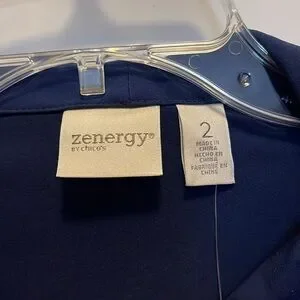 zenergy®
BY CHICO'S
2
MADE IN
CHINA
HECHO EN
CHINA
FABRIQUÉ EN
CHINE